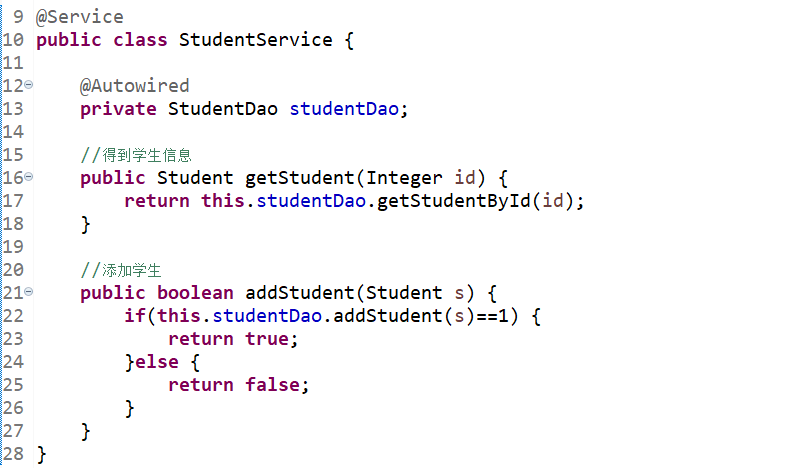 9 @Service
10 public class StudentService {
11
12 @Autowired
13 private StudentDao studentDao;
14
15 //得到学生信息
16 public Student getStudent(Integer id) {
17 return this.studentDao.getStudentById(id);
18 }
19
20 //添加学生
21 public boolean addStudent(Student s) {
22 if(this.studentDao.addStudent(s)==1) {
23 return true;
24 }else {
25 return false;
26 }
27 }
28 }